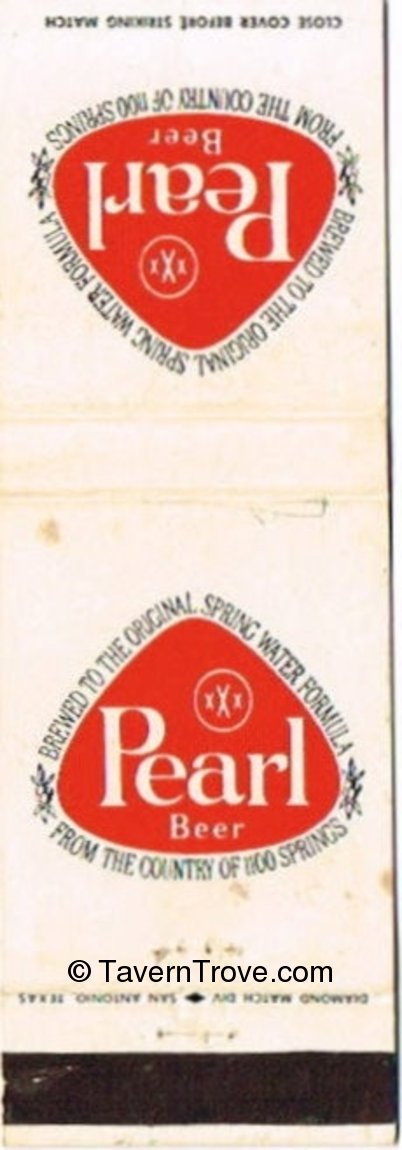 CLOSE COVER BEFORE STRIKING MATCH
FROM THE COUNTRY OF 1100 SPRINGS
Beer
Pearl
xXx
BREWED TO THE ORIGINAL SPRING WATER FORMULA
BREWED TO THE ORIGINAL SPRING WATER FORMULA
xXx
Pearl
Beer
FROM THE COUNTRY OF 1100 SPRINGS
© TavernTrove.com
DIAMOND MATCH DIV ◆ SAN ANTONIO, TEXAS